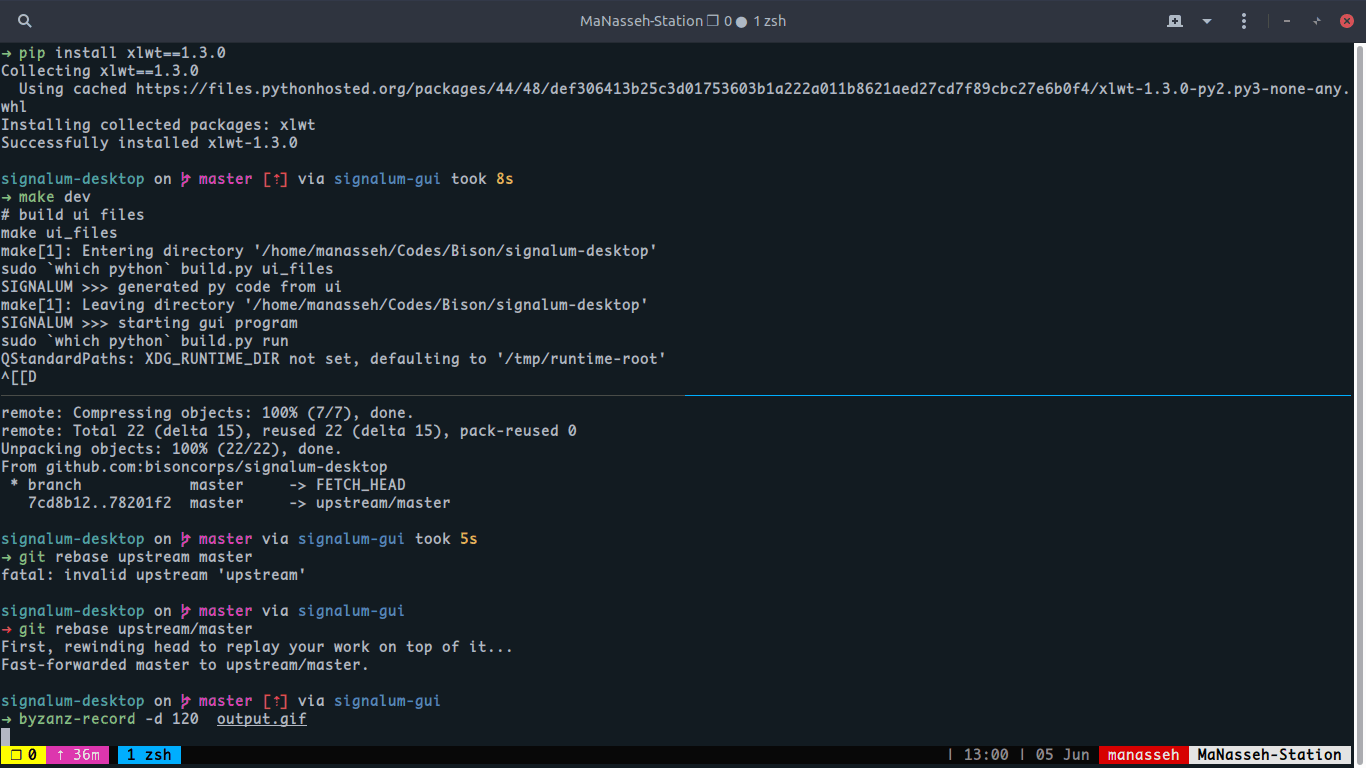 MaNasseh-Station ❐ 0 ● 1 zsh
→ pip install xlwt==1.3.0
Collecting xlwt==1.3.0
  Using cached https://files.pythonhosted.org/packages/44/48/def306413b25c3d01753603b1a222a011b8621aed27cd7f89cbc27e6b0f4/xlwt-1.3.0-py2.py3-none-any.
whl
Installing collected packages: xlwt
Successfully installed xlwt-1.3.0
signalum-desktop on master [⇡] via signalum-gui took 8s
→ make dev
# build ui files
make ui_files
make[1]: Entering directory '/home/manasseh/Codes/Bison/signalum-desktop'
sudo `which python` build.py ui_files
SIGNALUM >>> generated py code from ui
make[1]: Leaving directory '/home/manasseh/Codes/Bison/signalum-desktop'
SIGNALUM >>> starting gui program
sudo `which python` build.py run
QStandardPaths: XDG_RUNTIME_DIR not set, defaulting to '/tmp/runtime-root'
^[[D
remote: Compressing objects: 100% (7/7), done.
remote: Total 22 (delta 15), reused 22 (delta 15), pack-reused 0
Unpacking objects: 100% (22/22), done.
From github.com:bisoncorps/signalum-desktop
 * branch            master     -> FETCH_HEAD
   7cd8b12..78201f2  master     -> upstream/master
signalum-desktop on master via signalum-gui took 5s
→ git rebase upstream master
fatal: invalid upstream 'upstream'
signalum-desktop on master via signalum-gui
→ git rebase upstream/master
First, rewinding head to replay your work on top of it...
Fast-forwarded master to upstream/master.
signalum-desktop on master [⇡] via signalum-gui
→ byzanz-record -d 120  output.gif
❐ 0 ↑ 36m 1 zsh | 13:00 | 05 Jun manasseh MaNasseh-Station